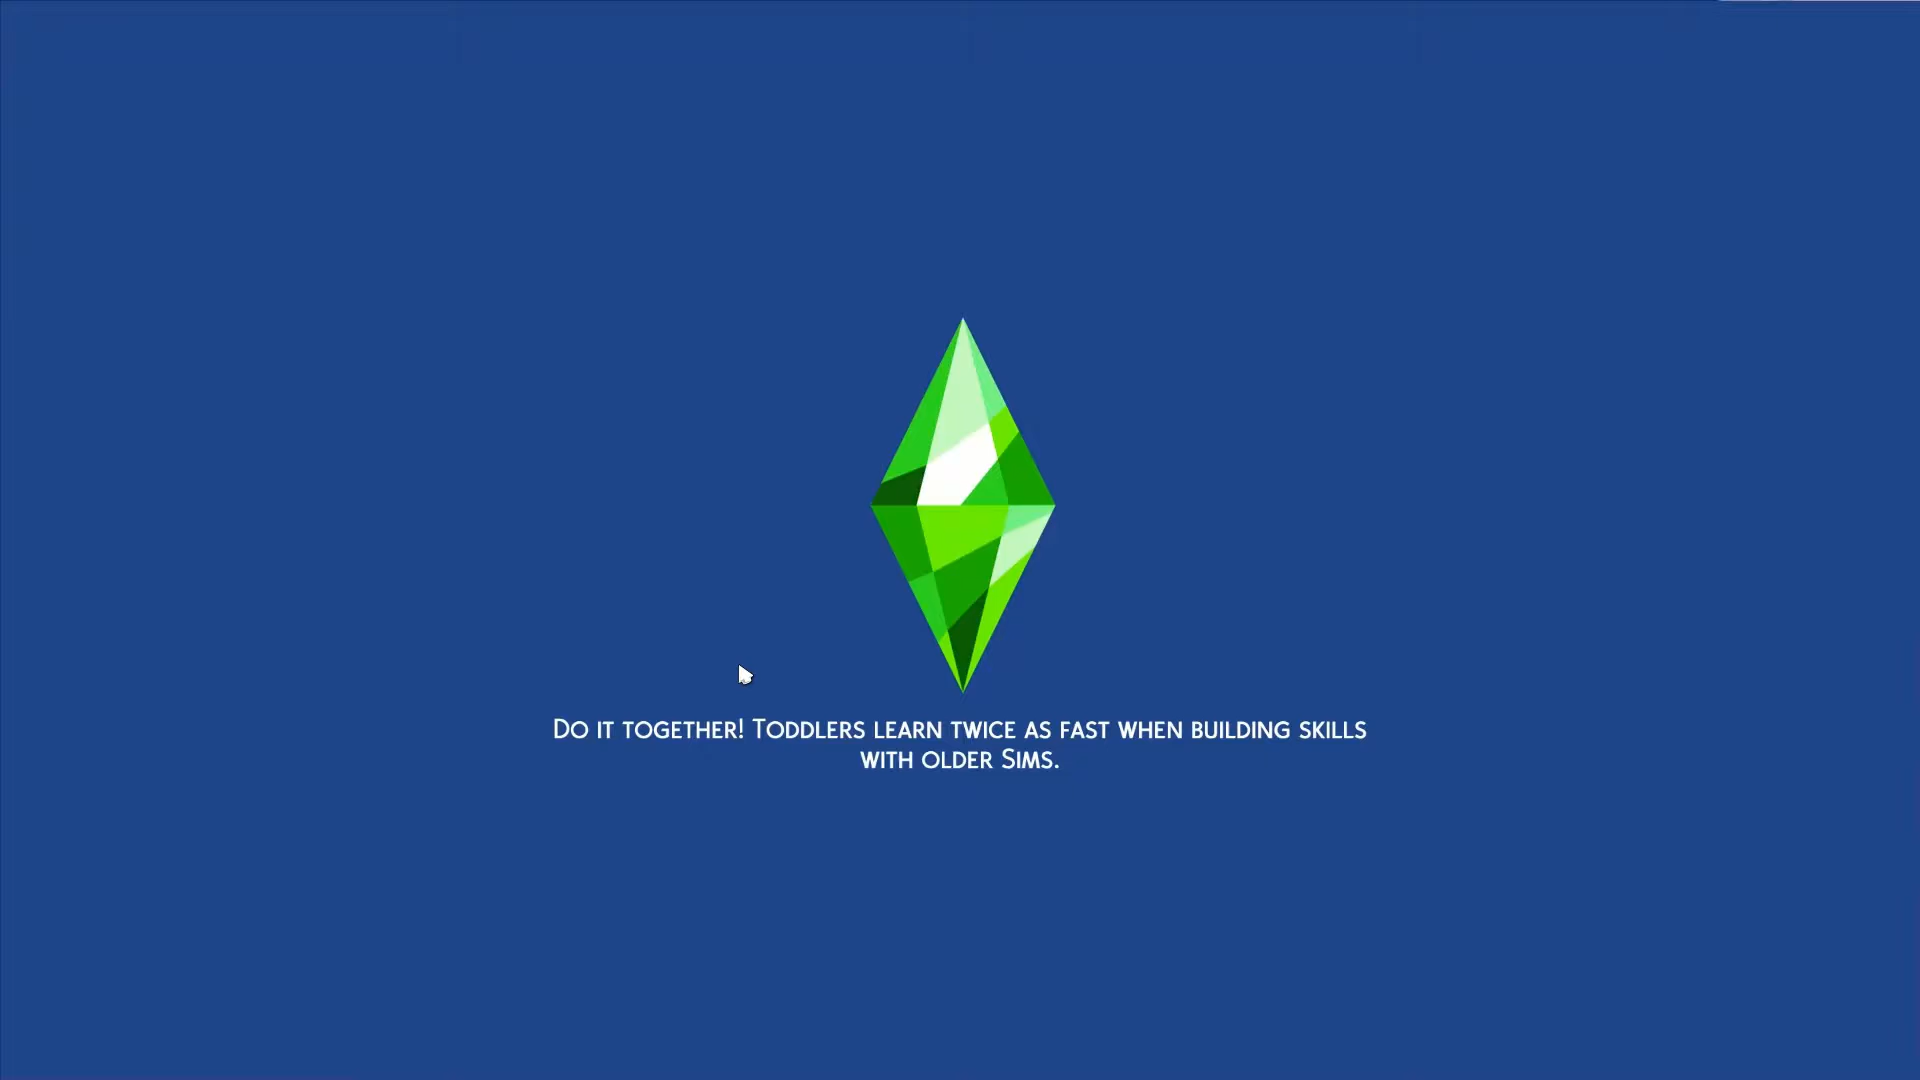 Do it together! Toddlers learn twice as fast when building skills
with older Sims.